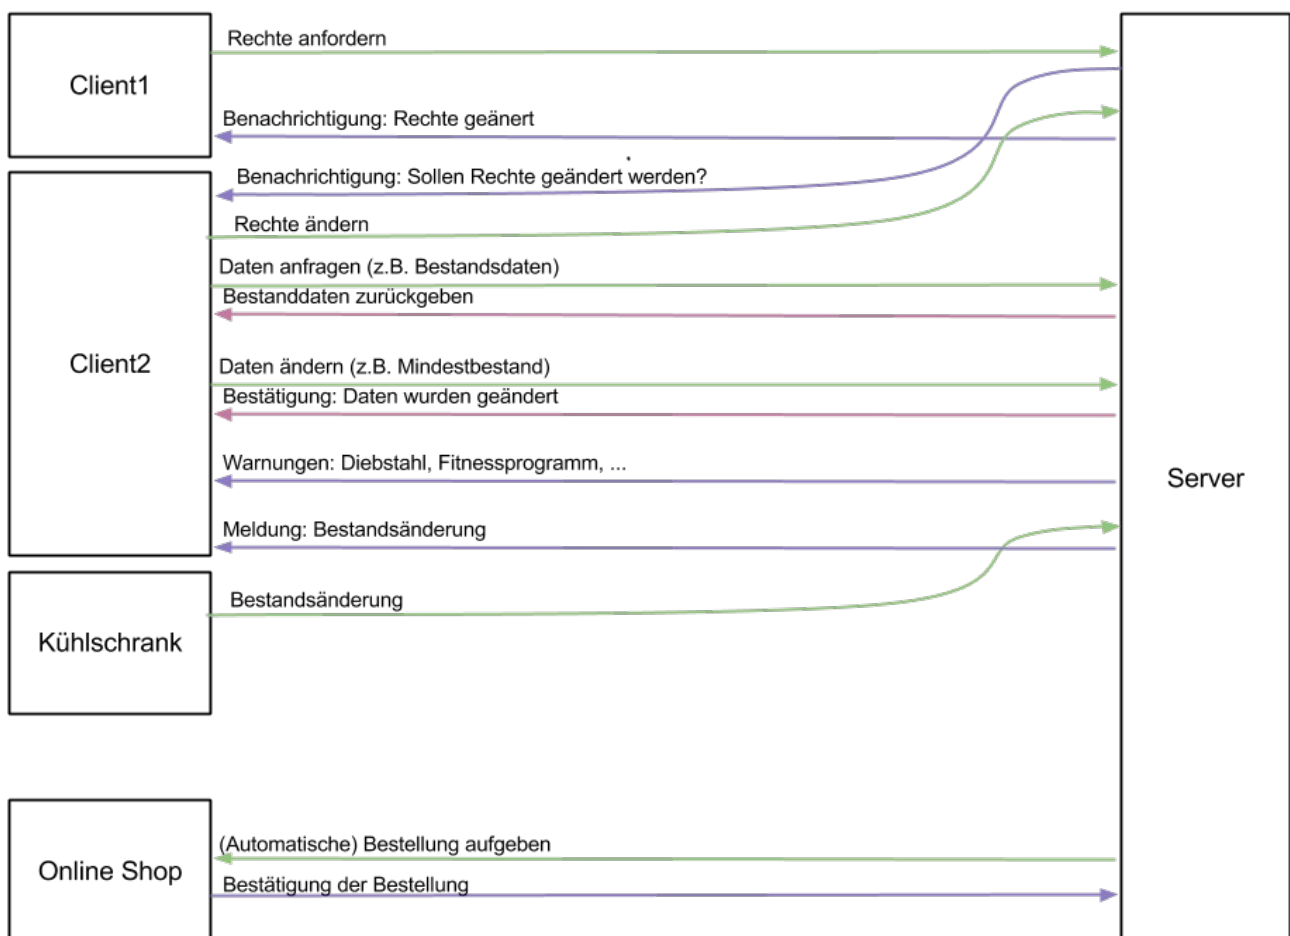 Rechte anfordern
Client1
Benachrichtigung: Rechte geänert
Benachrichtigung: Sollen Rechte geändert werden?
Rechte ändern
Daten anfragen (z.B. Bestandsdaten)
Bestanddaten zurückgeben
Client2
Daten ändern (z.B. Mindestbestand)
Bestätigung: Daten wurden geändert
Warnungen: Diebstahl, Fitnessprogramm, ...
Server
Meldung: Bestandsänderung
Bestandsänderung
Kühlschrank
(Automatische) Bestellung aufgeben
Online Shop
Bestätigung der Bestellung